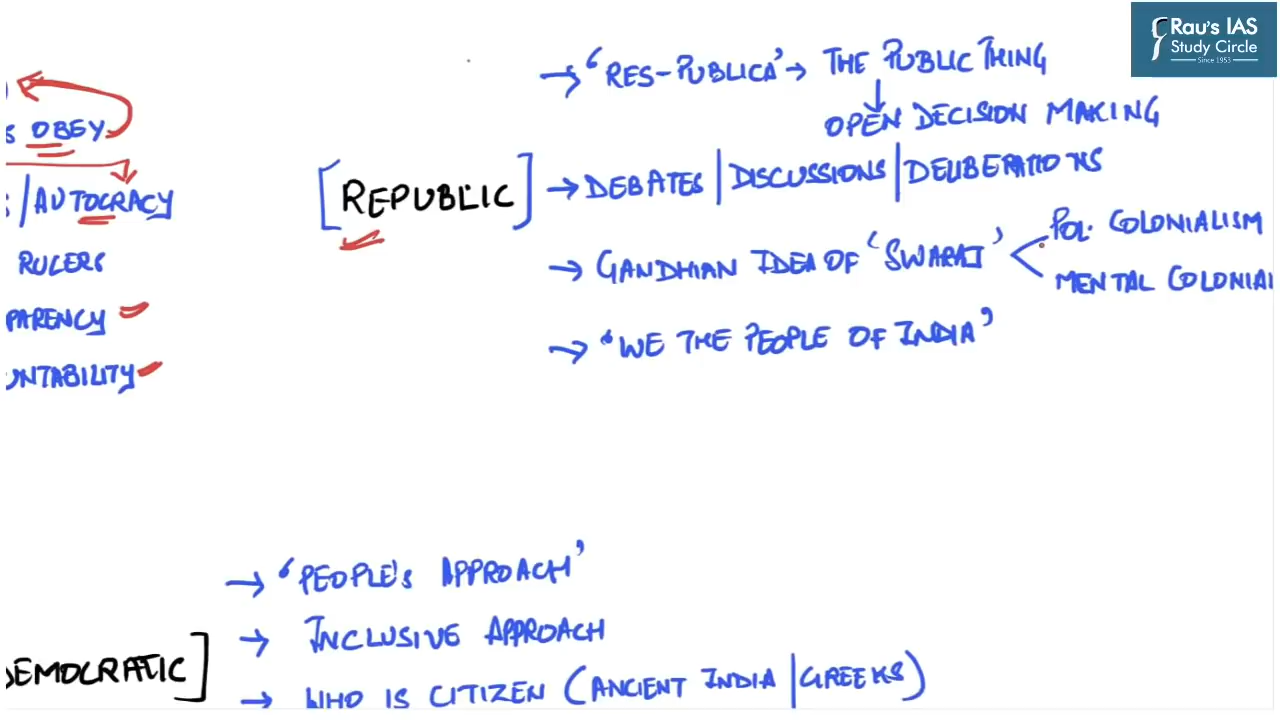 Rau's IAS
Study Circle
Since 1953
→ 'RES-PUBLICA' → THE PUBLIC THING
OPEN DECISION MAKING
OBEY
/AUTOCRACY
RULERS
PARENCY
UNTABILITY
[REPUBLIC]
→ DEBATES | DISCUSSIONS | DELIBERATIONS
→ GANDHIAN IDEA OF 'SWARAJ'
POL. COLONIALISM
MENTAL COLONIAL
→ 'WE THE PEOPLE OF INDIA'
DEMOCRATIC]
→ 'PEOPLE'S APPROACH'
→ INCLUSIVE APPROACH
→ WHO IS CITIZEN (ANCIENT INDIA | GREEKS)